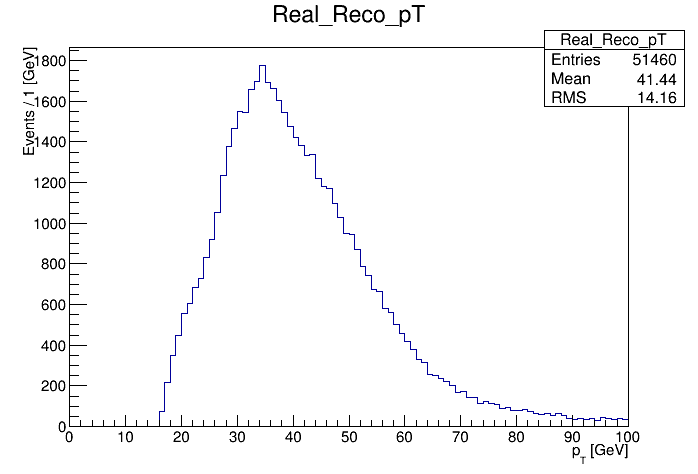 Real_Reco_pT
Real_Reco_pT
Entries 51460
Mean 41.44
RMS 14.16
Events / 1 [GeV]
1800
1600
1400
1200
1000
800
600
400
200
0
0 10 20 30 40 50 60 70 80 90 100
pT [GeV]